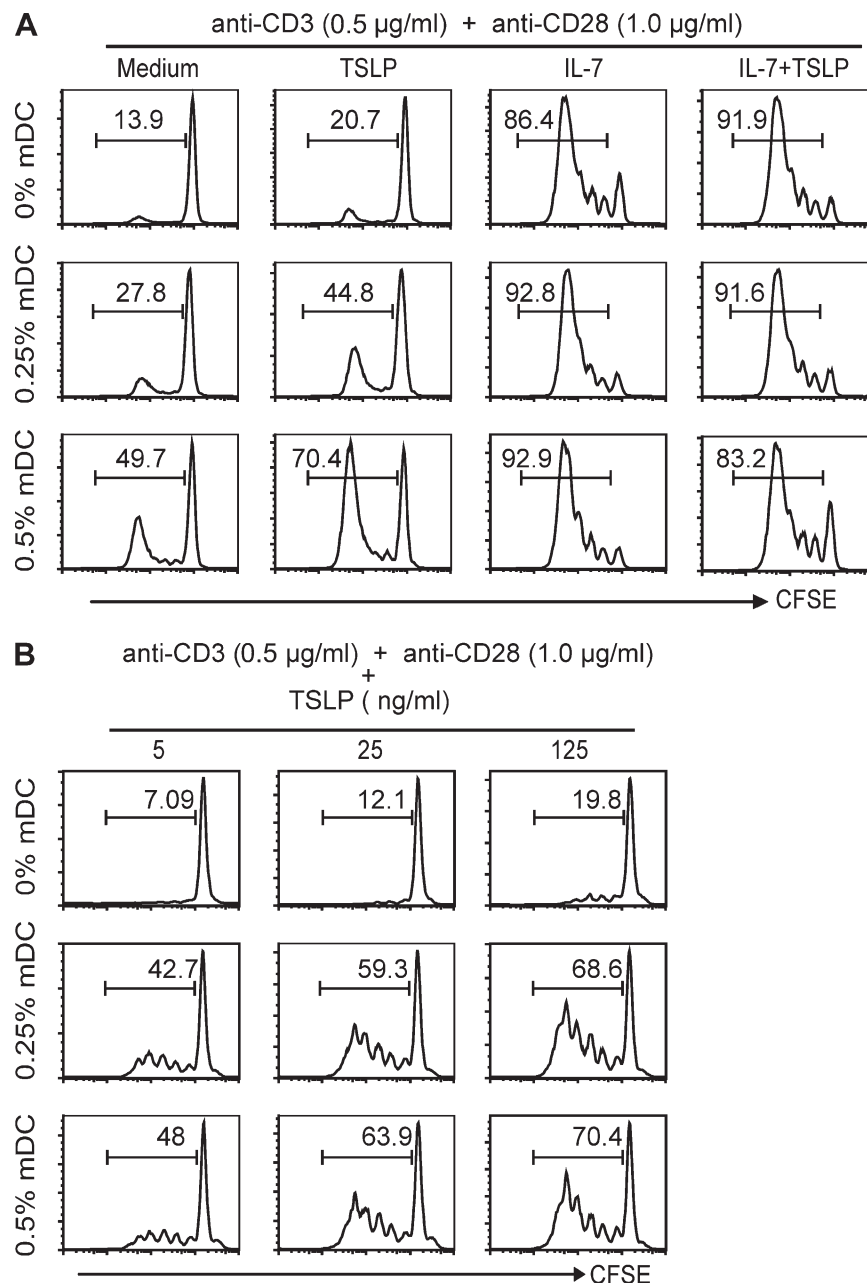 A
anti-CD3 (0.5 µg/ml) + anti-CD28 (1.0 µg/ml)
Medium TSLP IL-7 IL-7+TSLP
0% mDC 13.9 20.7 86.4 91.9
0.25% mDC 27.8 44.8 92.8 91.6
0.5% mDC 49.7 70.4 92.9 83.2
CFSE
B
anti-CD3 (0.5 µg/ml) + anti-CD28 (1.0 µg/ml)
+
TSLP ( ng/ml)
5 25 125
0% mDC 7.09 12.1 19.8
0.25% mDC 42.7 59.3 68.6
0.5% mDC 48 63.9 70.4
CFSE